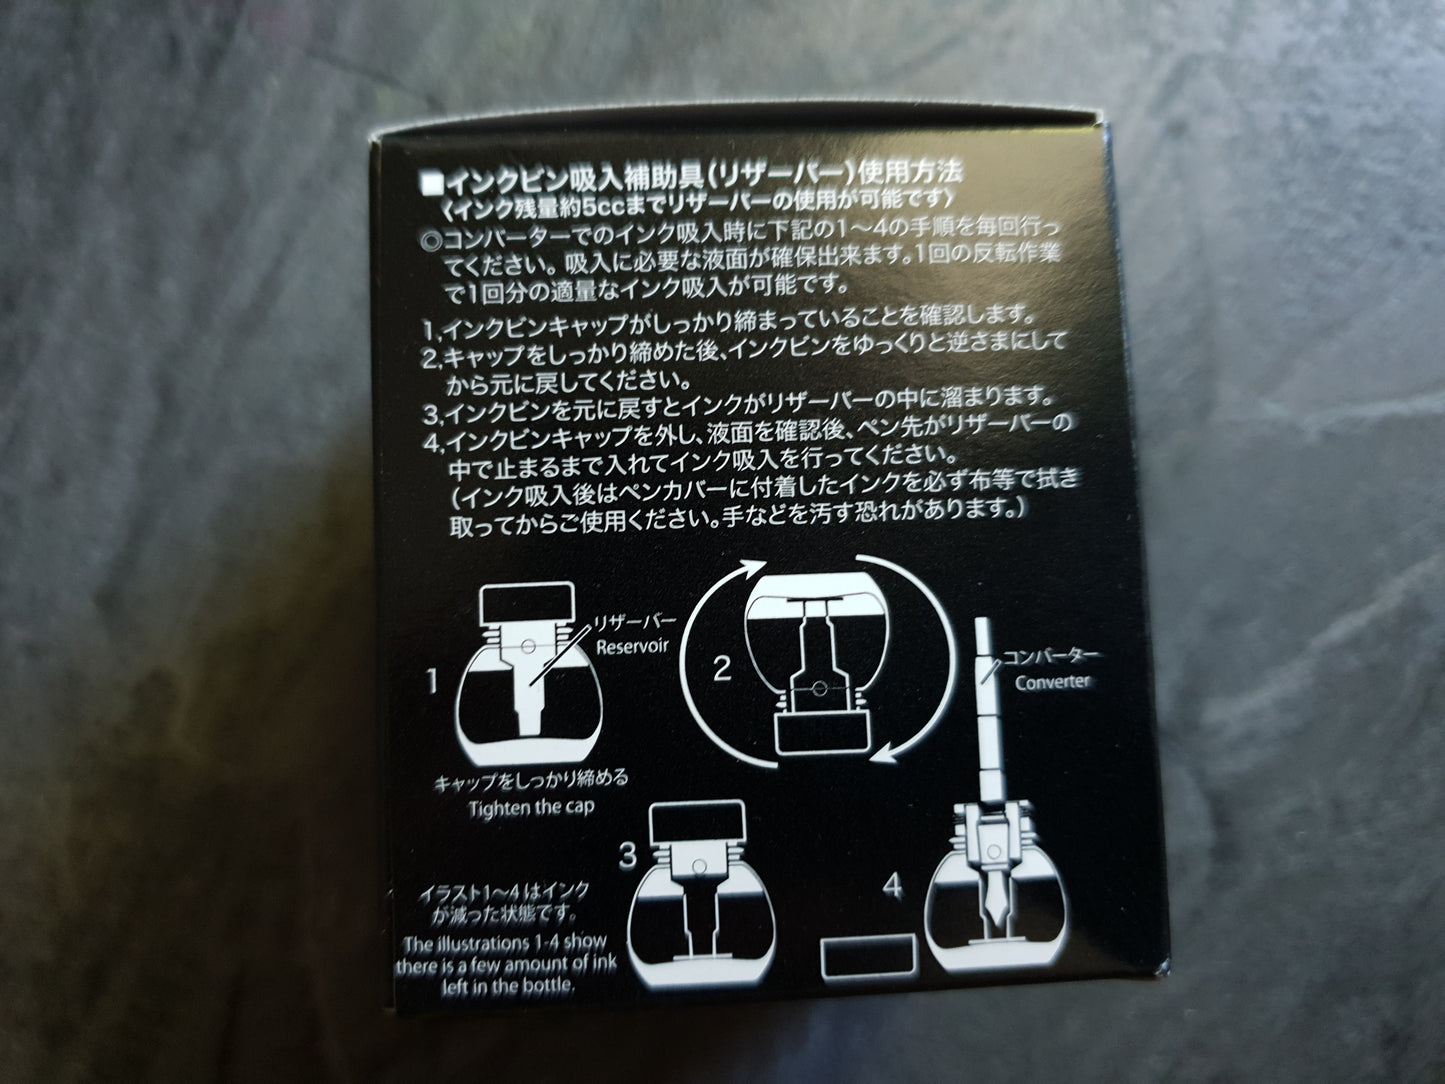 ■インクビン吸入補助具(リザーバー)使用方法
〈インク残量約5ccまでリザーバーの使用が可能です〉
◎コンバーターでのインク吸入時に下記の1〜4の手順を毎回行っ
てください。吸入に必要な液面が確保出来ます。1回の反転作業
で1回分の適量なインク吸入が可能です。
1,インクビンキャップがしっかり締まっていることを確認します。
2,キャップをしっかり締めた後、インクビンをゆっくりと逆さまにして
から元に戻してください。
3,インクビンを元に戻すとインクがリザーバーの中に溜まります。
4,インクビンキャップを外し、液面を確認後、ペン先がリザーバーの
中で止まるまで入れてインク吸入を行ってください。
(インク吸入後はペンカバーに付着したインクを必ず布等で拭き
取ってからご使用ください。手などを汚す恐れがあります。)
1
リザーバー
Reservoir
キャップをしっかり締める
Tighten the cap
2
コンバーター
Converter
3
4
イラスト1〜4はインク
が減った状態です。
The illustrations 1-4 show
there is a few amount of ink
left in the bottle.